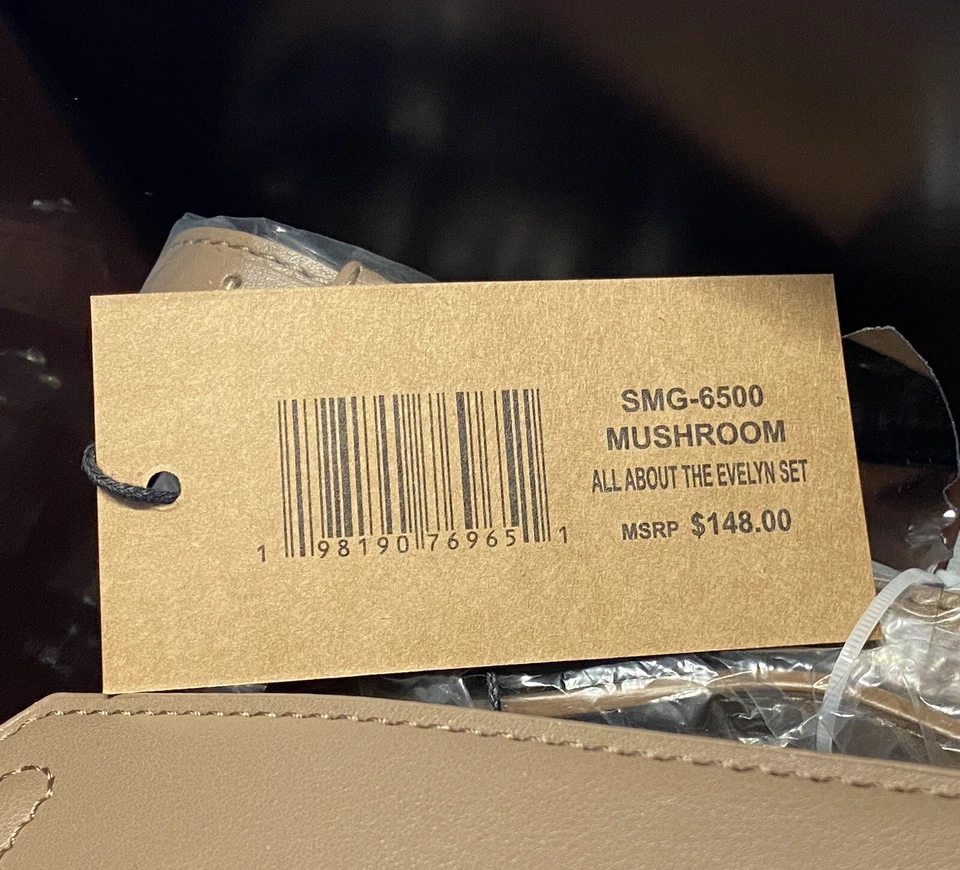 SMG-6500
MUSHROOM
ALL ABOUT THE EVELYN SET
MSRP $148.00
1 98190 76965 1